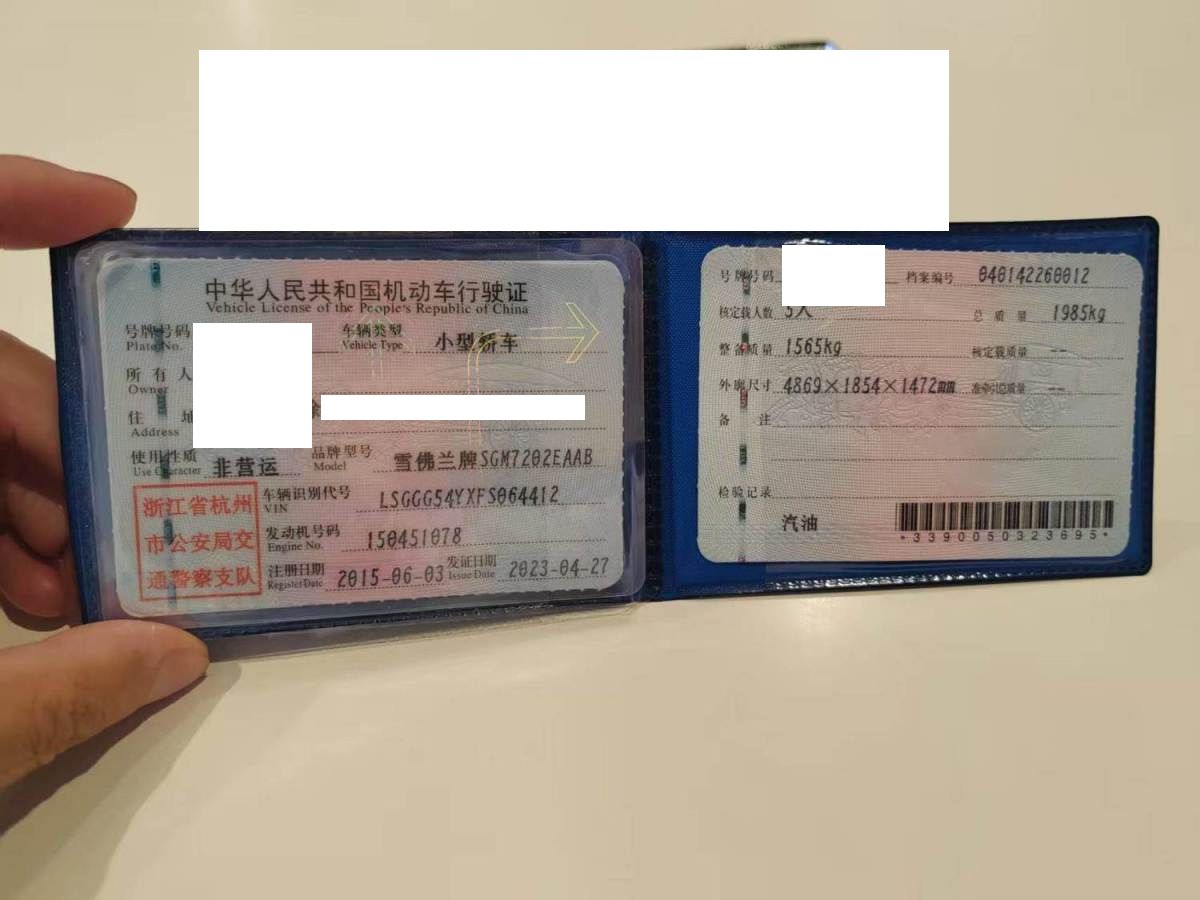 中华人民共和国机动车行驶证
Vehicle License of the People's Republic of China
号牌号码 Plate No. 车辆类型 Vehicle Type 小型轿车
所有人 Owner
住址 Address
使用性质 Use Character 非营运 品牌型号 Model 雪佛兰牌SGM7202EAAB
浙江省杭州市公安局交通警察支队
车辆识别代号 VIN LSGGG54YXFS064412
发动机号码 Engine No. 150451078
注册日期 Register Date 2015-06-03 发证日期 Issue Date 2023-04-27
号牌号码 档案编号 040142260012
核定载人数 5人 总质量 1985kg
整备质量 1565kg 核定载质量 --
外廓尺寸 4869×1854×1472mm 准牵引总质量 --
备注
检验记录
汽油
*3390050323695*